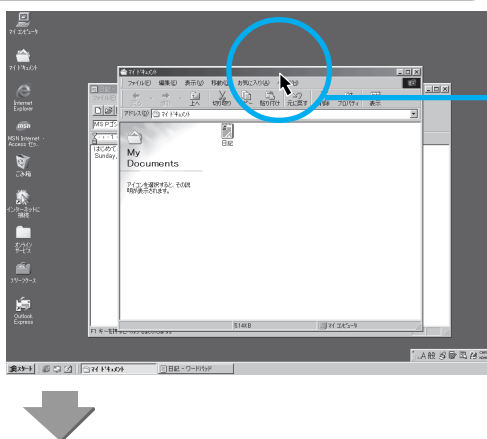 マイ コンピュータ
マイ ドキュメント
Internet
Explorer
msn
MSN Internet
ごみ箱
インターネットに
接続
オンライン
サービス
ブリーフケース
Outlook
Express
マイ ドキュメント
ファイル(F) 編集(E) 表示(V) 移動(G) お気に入り(A)
上へ 切り取り 貼り付け 元に戻す 削除 プロパティ 表示
アドレス(D) マイ ドキュメント
My
Documents
日記
アイコンを選択すると、その説
明が表示されます。
はじめて
Sunday,
マイ コンピュータ
スタート マイ ドキュメント 日記 - ワードパッド
A 般